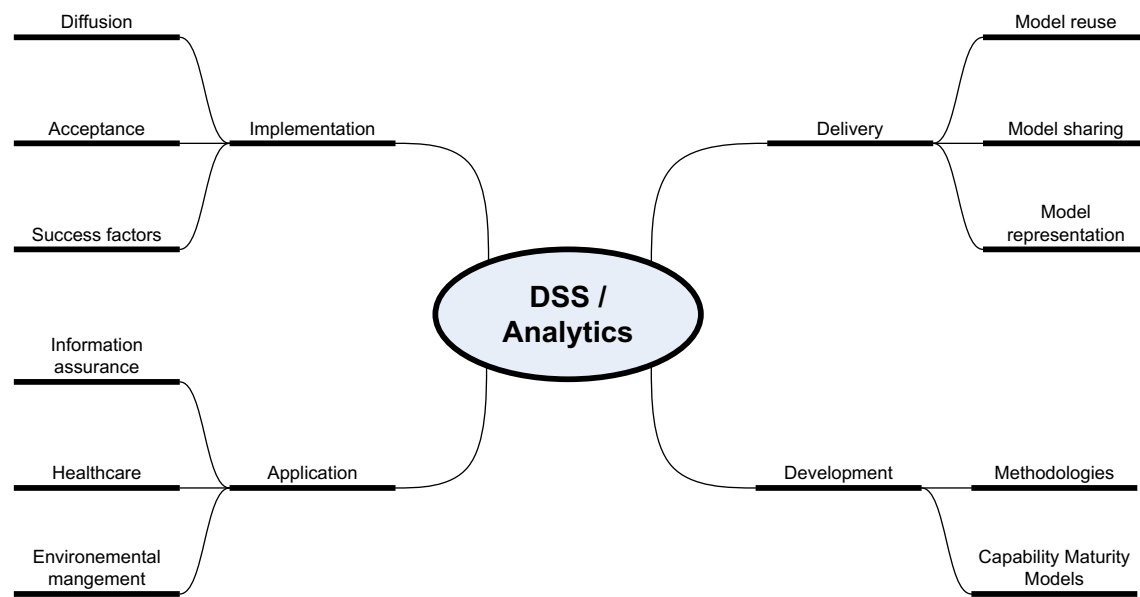 Diffusion
Acceptance
Implementation
Success factors
Model reuse
Delivery
Model sharing
Model
representation
DSS /
Analytics
Information
assurance
Healthcare
Application
Environemental
mangement
Development
Methodologies
Capability Maturity
Models